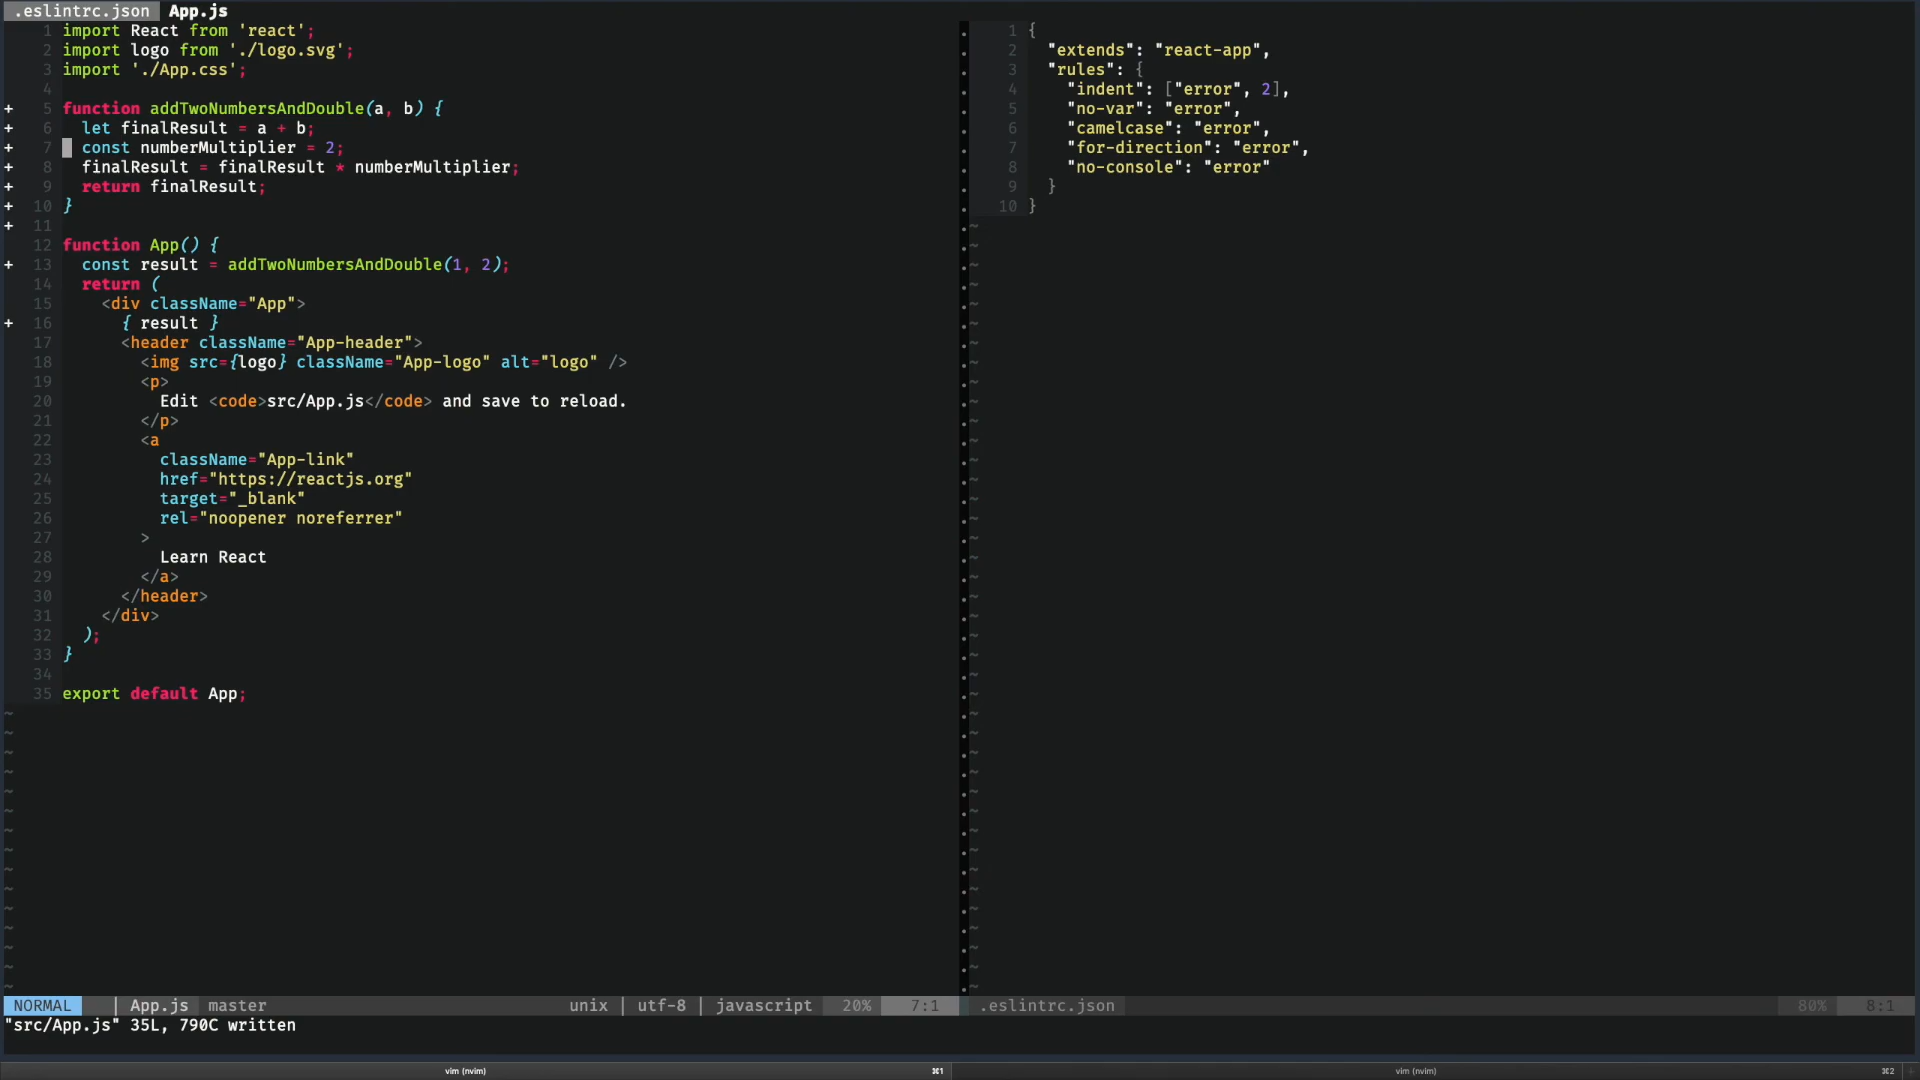 .eslintrc.json App.js
1 import React from 'react';
2 import logo from './logo.svg';
3 import './App.css';
4
+ 5 function addTwoNumbersAndDouble(a, b) {
+ 6   let finalResult = a + b;
+ 7   const numberMultiplier = 2;
+ 8   finalResult = finalResult * numberMultiplier;
+ 9   return finalResult;
+ 10 }
+ 11
12 function App() {
+ 13   const result = addTwoNumbersAndDouble(1, 2);
14   return (
15     <div className="App">
+ 16       { result }
17       <header className="App-header">
18         <img src={logo} className="App-logo" alt="logo" />
19         <p>
20           Edit <code>src/App.js</code> and save to reload.
21         </p>
22         <a
23           className="App-link"
24           href="https://reactjs.org"
25           target="_blank"
26           rel="noopener noreferrer"
27         >
28           Learn React
29         </a>
30       </header>
31     </div>
32   );
33 }
34
35 export default App;
1 {
2   "extends": "react-app",
3   "rules": {
4     "indent": ["error", 2],
5     "no-var": "error",
6     "camelcase": "error",
7     "for-direction": "error",
8     "no-console": "error"
9   }
10 }
NORMAL | App.js master unix | utf-8 | javascript 20% 7:1 .eslintrc.json 80% 8:1
"src/App.js" 35L, 790C written
vim (nvim) ⌘1 vim (nvim) ⌘2